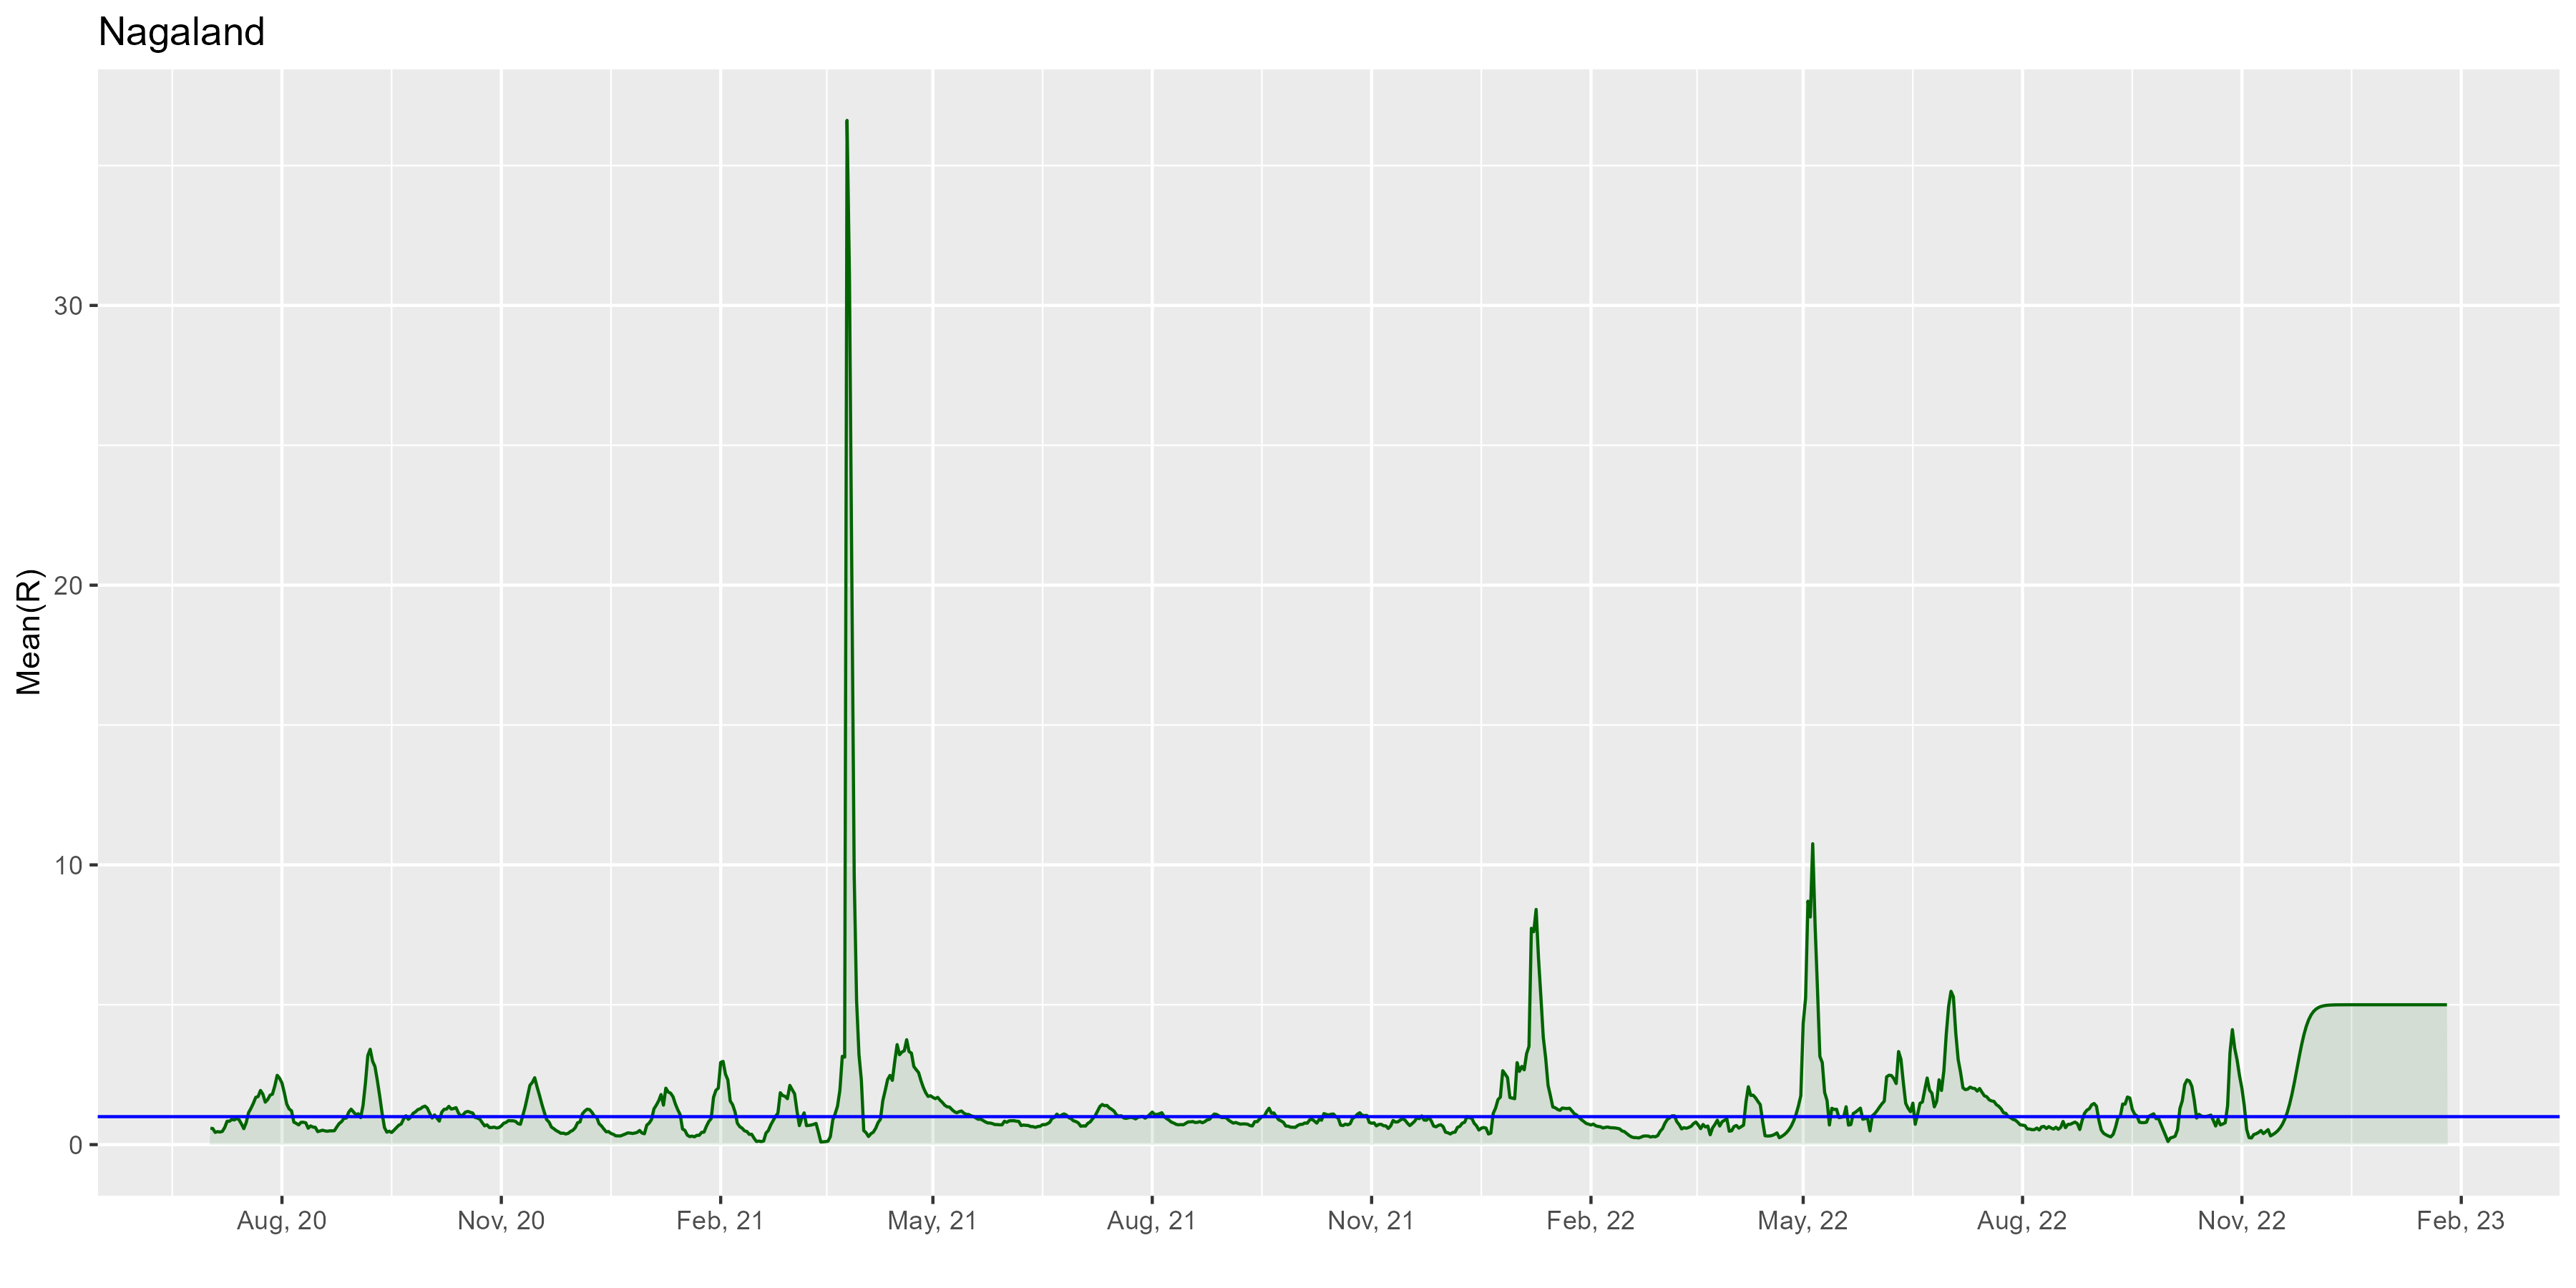 Nagaland
Mean(R)
30
20
10
0
Aug, 20 Nov, 20 Feb, 21 May, 21 Aug, 21 Nov, 21 Feb, 22 May, 22 Aug, 22 Nov, 22 Feb, 23